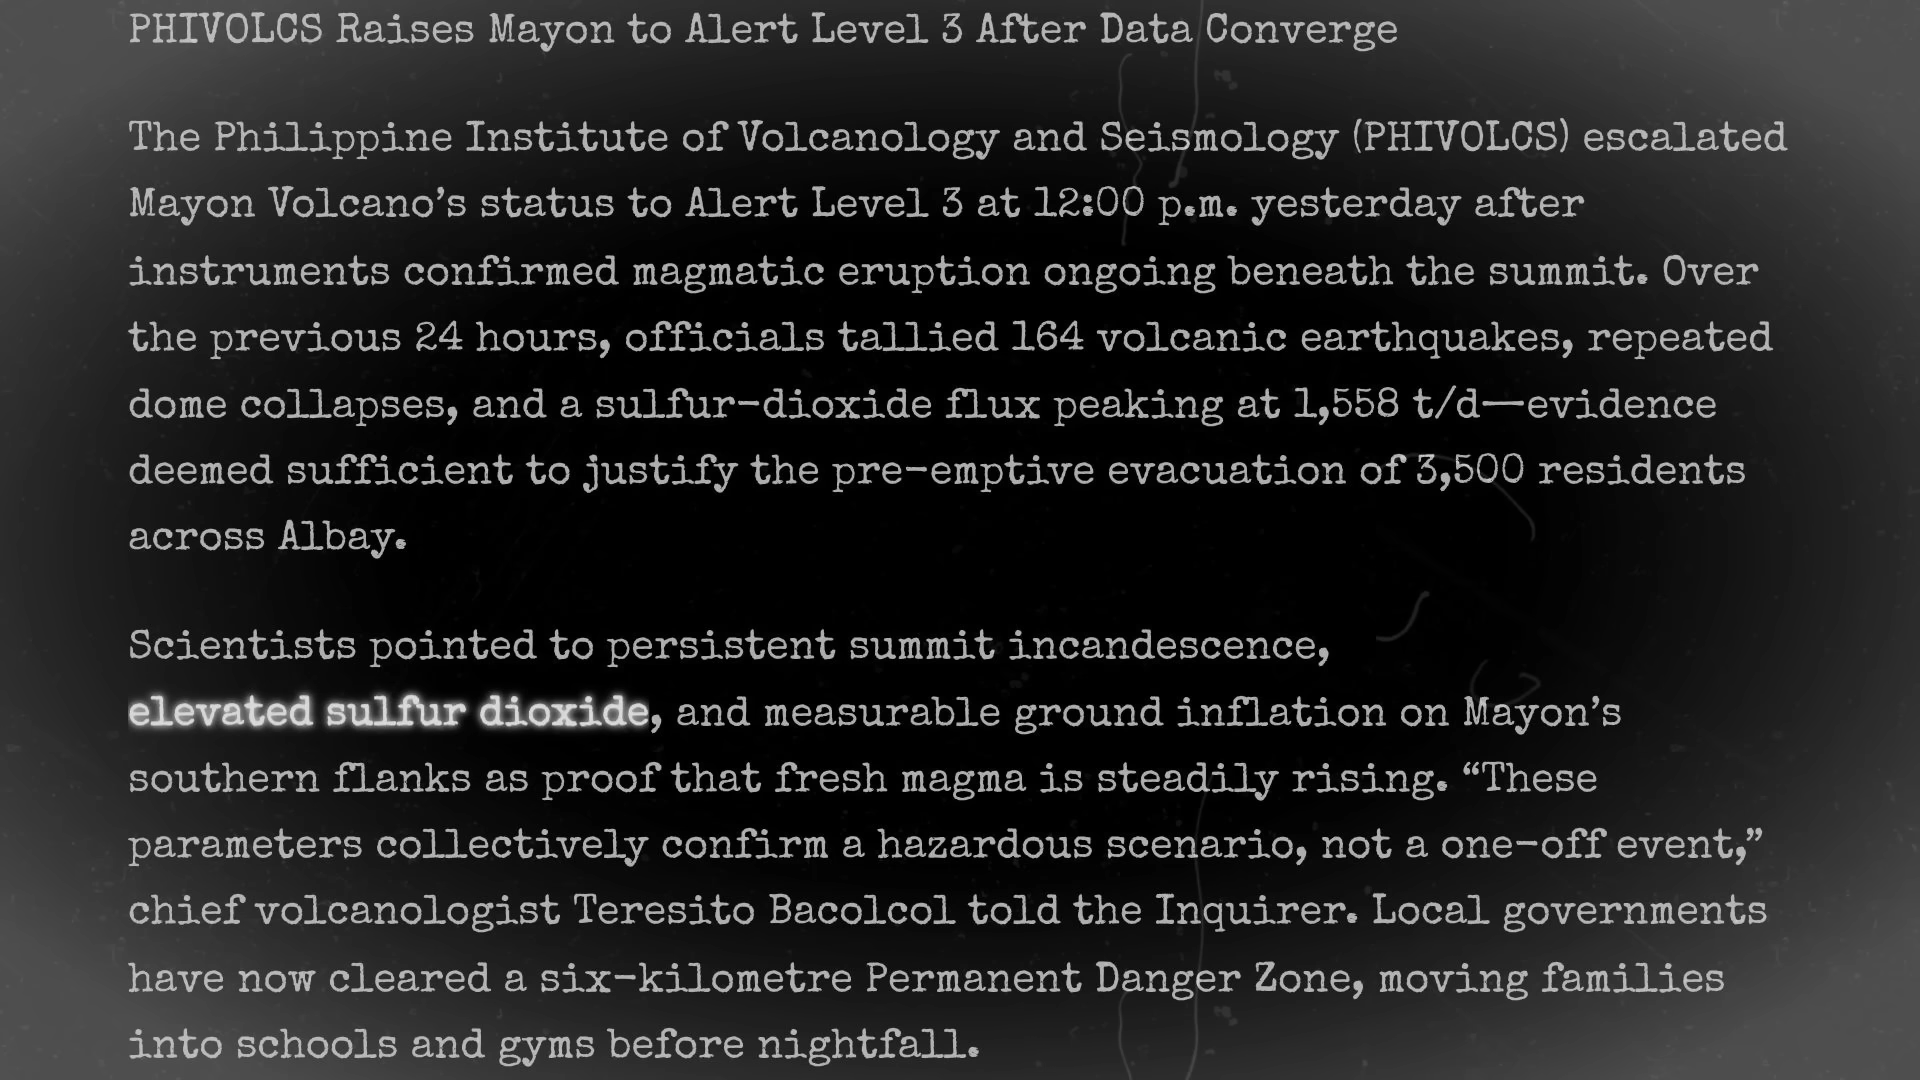 PHIVOLCS Raises Mayon to Alert Level 3 After Data Converge
The Philippine Institute of Volcanology and Seismology (PHIVOLCS) escalated
Mayon Volcano’s status to Alert Level 3 at 12:00 p.m. yesterday after
instruments confirmed magmatic eruption ongoing beneath the summit. Over
the previous 24 hours, officials tallied 164 volcanic earthquakes, repeated
dome collapses, and a sulfur-dioxide flux peaking at 1,558 t/d—evidence
deemed sufficient to justify the pre-emptive evacuation of 3,500 residents
across Albay.
Scientists pointed to persistent summit incandescence,
elevated sulfur dioxide, and measurable ground inflation on Mayon’s
southern flanks as proof that fresh magma is steadily rising. “These
parameters collectively confirm a hazardous scenario, not a one-off event,”
chief volcanologist Teresito Bacolcol told the Inquirer. Local governments
have now cleared a six-kilometre Permanent Danger Zone, moving families
into schools and gyms before nightfall.